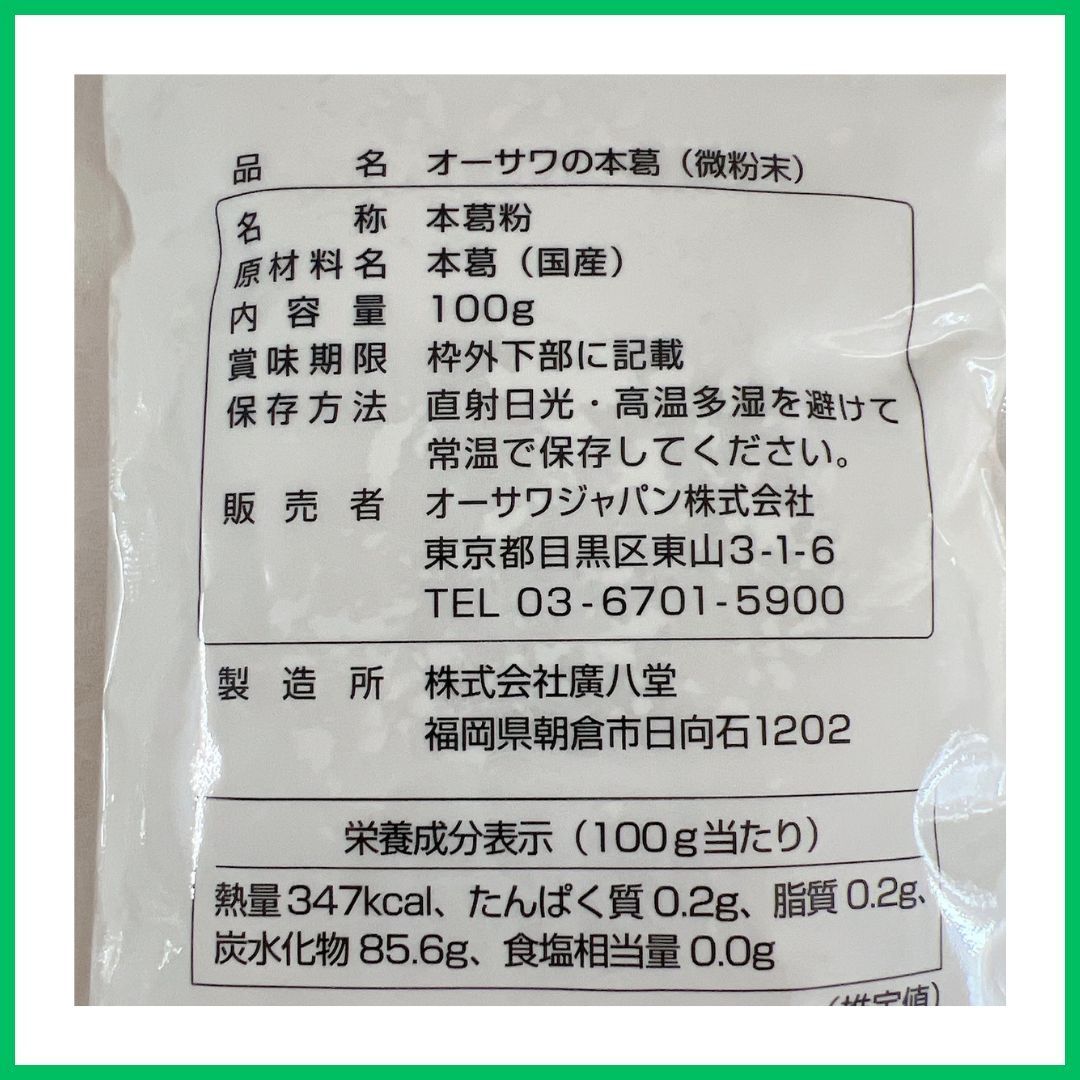 品名 オーサワの本葛(微粉末)
名称 本葛粉
原材料名 本葛(国産)
内容量 100g
賞味期限 枠外下部に記載
保存方法 直射日光・高温多湿を避けて
常温で保存してください。
販売者 オーサワジャパン株式会社
東京都目黒区東山3-1-6
TEL 03-6701-5900
製造所 株式会社廣八堂
福岡県朝倉市日向石1202
栄養成分表示(100g当たり)
熱量347kcal、たんぱく質0.2g、脂質0.2g、
炭水化物85.6g、食塩相当量0.0g
(推定値)